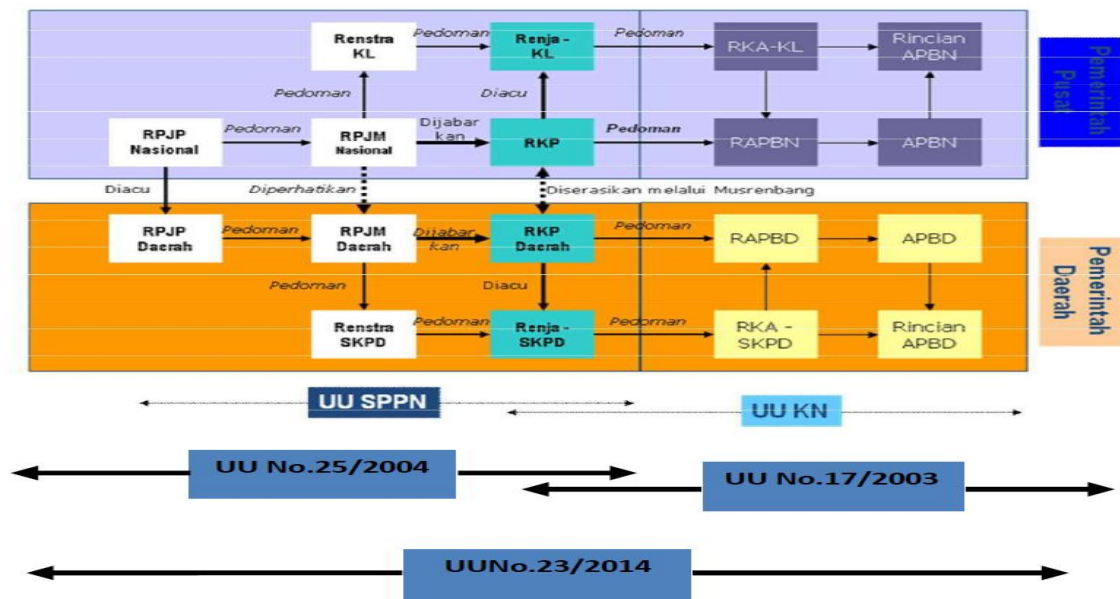 Renstra
KL
Pedoman
Renja -
KL
Pedoman
RKA-KL
Rincian
APBN
Pemerintah
Pusat
Pedoman
Diacu
RPJP
Nasional
Pedoman
RPJM
Nasional
Dijabar
kan
RKP
Pedoman
RAPBN
APBN
Diacu
Diperhatikan
Diserasikan melalui Musrenbang
RPJP
Daerah
Pedoman
RPJM
Daerah
Dijabar
kan
RKP
Daerah
Pedoman
RAPBD
APBD
Pemerintah
Daerah
Pedoman
Diacu
Renstra
SKPD
Pedoman
Renja -
SKPD
Pedoman
RKA -
SKPD
Rincian
APBD
UU SPPN
UU KN
UU No.25/2004
UU No.17/2003
UUNo.23/2014